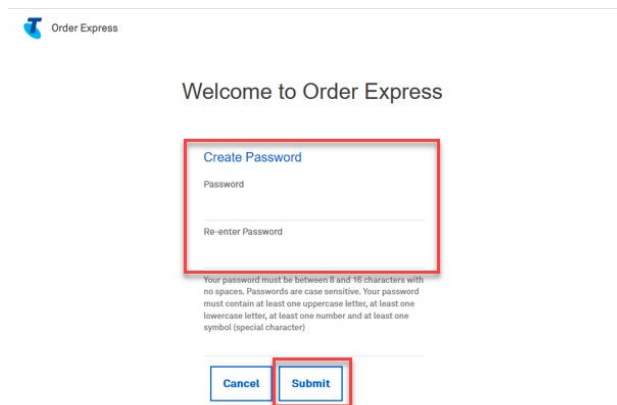 Order Express
Welcome to Order Express
Create Password
Password
Re-enter Password
Your password must be between 8 and 16 characters with
no spaces. Passwords are case sensitive. Your password
must contain at least one uppercase letter, at least one
lowercase letter, at least one number and at least one
symbol (special character)
Cancel
Submit